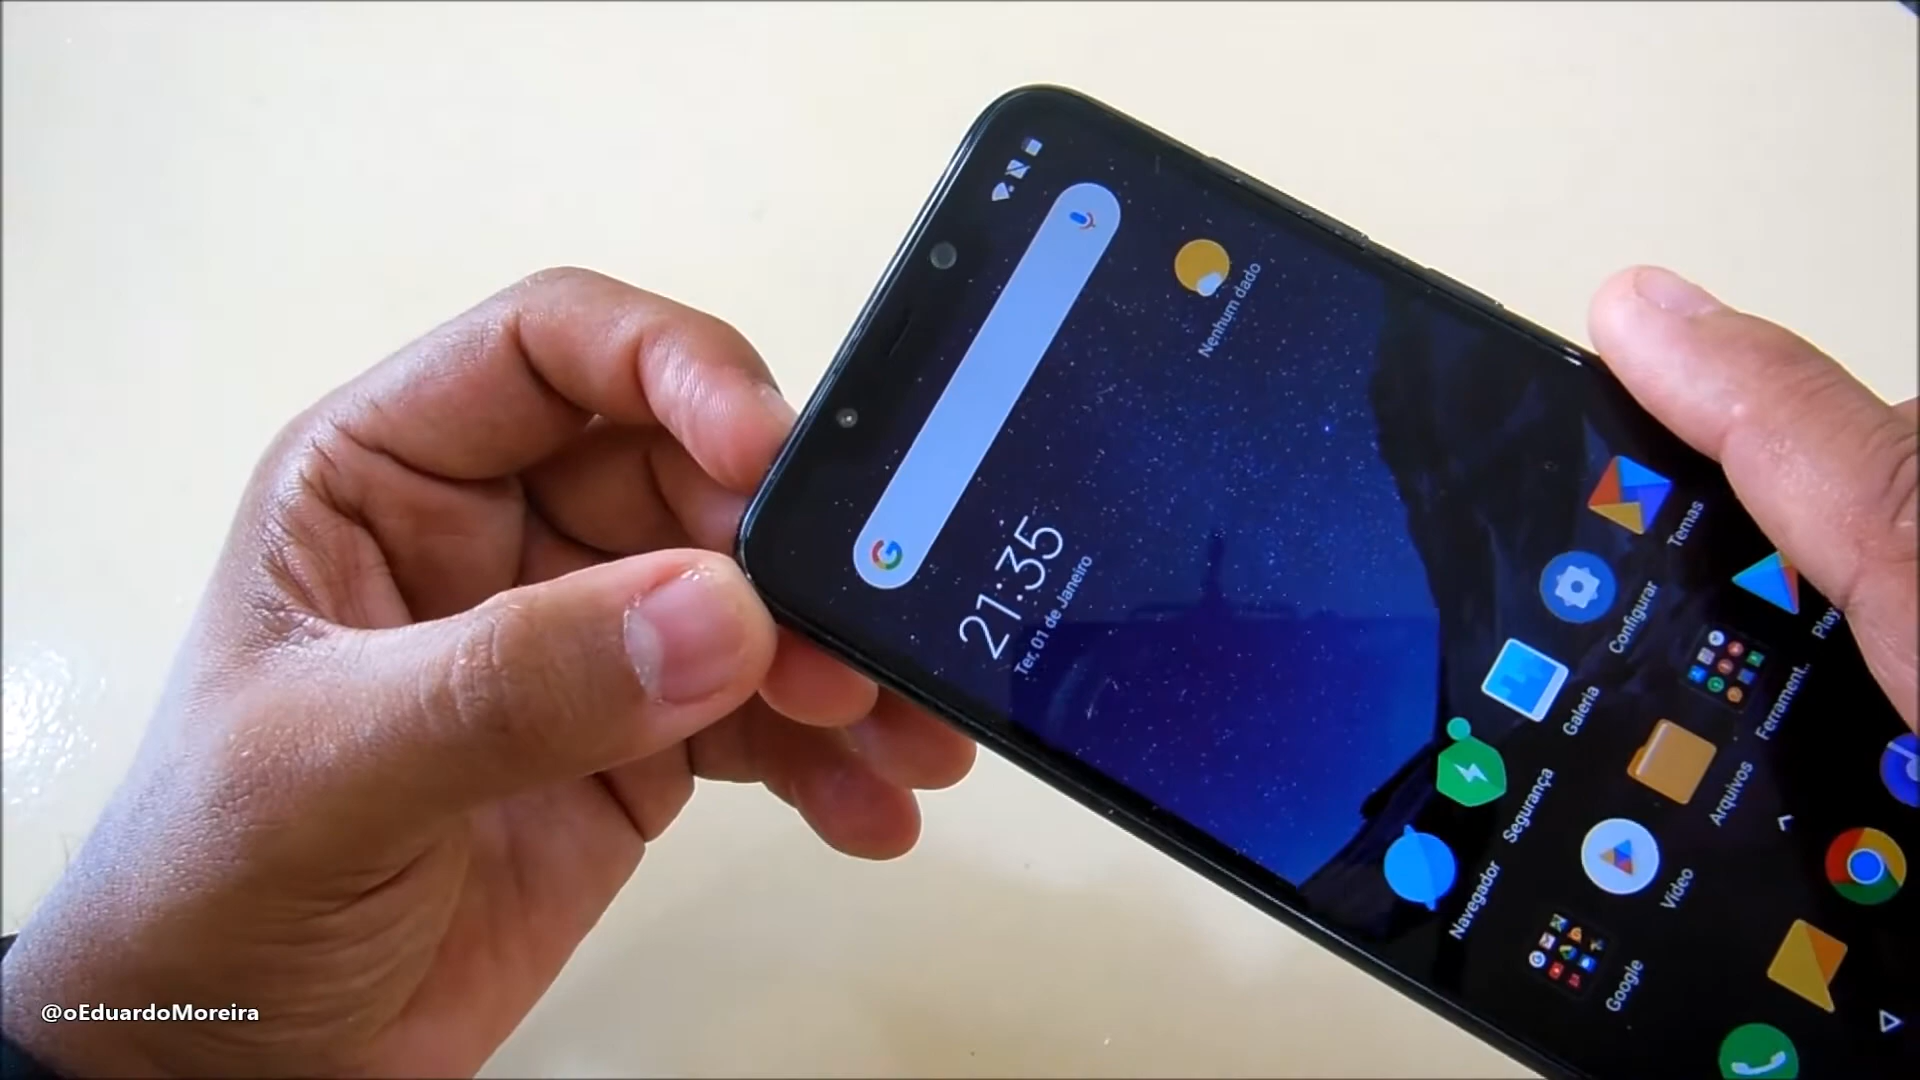 Nenhum dado
21:35
Ter, 01 de Janeiro
Temas
Configurar
Galeria
Segurança
Navegador
Play
Ferrament..
Arquivos
Vídeo
Google
@oEduardoMoreira